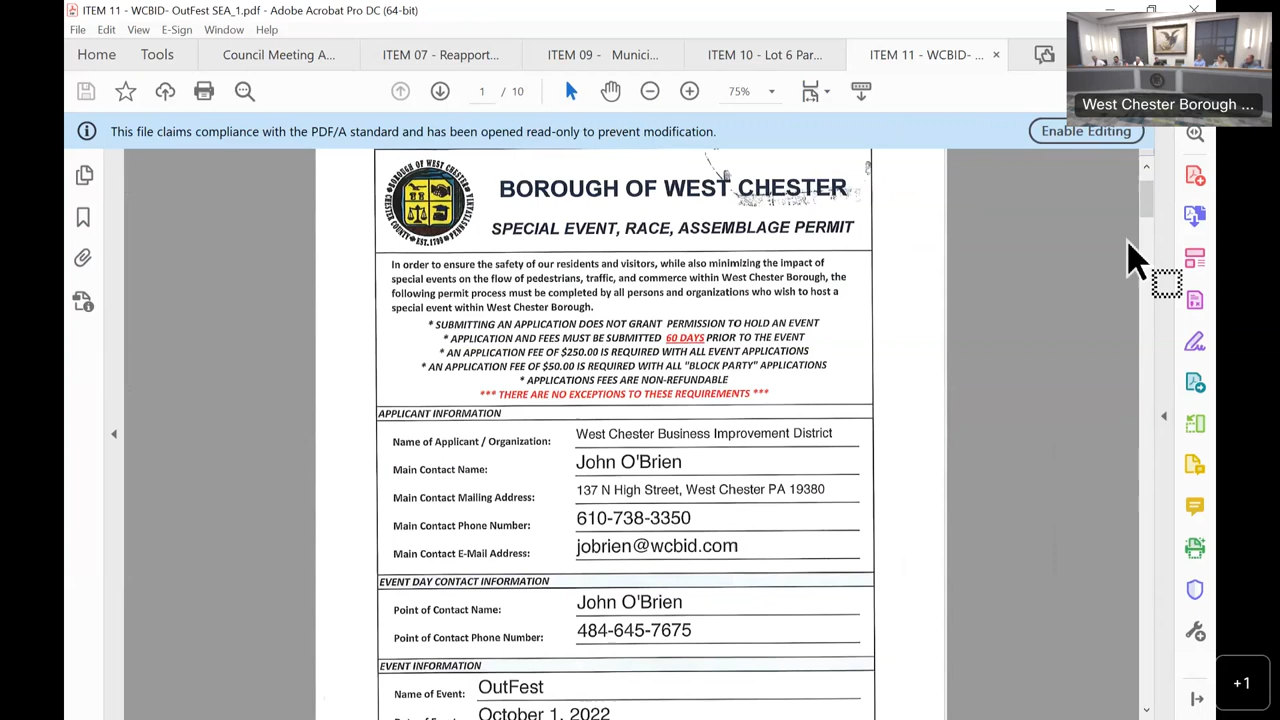 ITEM 11 - WCBID- OutFest SEA_1.pdf - Adobe Acrobat Pro DC (64-bit)
File Edit View E-Sign Window Help
Home Tools Council Meeting A... ITEM 07 - Reapport... ITEM 09 - Munici... ITEM 10 - Lot 6 Par... ITEM 11 - WCBID- ... ×
1 / 10 75%
West Chester Borough ...
This file claims compliance with the PDF/A standard and has been opened read-only to prevent modification.
Enable Editing
BOROUGH OF WEST CHESTER
SPECIAL EVENT, RACE, ASSEMBLAGE PERMIT
In order to ensure the safety of our residents and visitors, while also minimizing the impact of
special events on the flow of pedestrians, traffic, and commerce within West Chester Borough, the
following permit process must be completed by all persons and organizations who wish to host a
special event within West Chester Borough.
* SUBMITTING AN APPLICATION DOES NOT GRANT PERMISSION TO HOLD AN EVENT
* APPLICATION AND FEES MUST BE SUBMITTED 60 DAYS PRIOR TO THE EVENT
* AN APPLICATION FEE OF $250.00 IS REQUIRED WITH ALL EVENT APPLICATIONS
* AN APPLICATION FEE OF $50.00 IS REQUIRED WITH ALL "BLOCK PARTY" APPLICATIONS
* APPLICATIONS FEES ARE NON-REFUNDABLE
*** THERE ARE NO EXCEPTIONS TO THESE REQUIREMENTS ***
APPLICANT INFORMATION
Name of Applicant / Organization: West Chester Business Improvement District
Main Contact Name: John O'Brien
Main Contact Mailing Address: 137 N High Street, West Chester PA 19380
Main Contact Phone Number: 610-738-3350
Main Contact E-Mail Address: jobrien@wcbid.com
EVENT DAY CONTACT INFORMATION
Point of Contact Name: John O'Brien
Point of Contact Phone Number: 484-645-7675
EVENT INFORMATION
Name of Event: OutFest
October 1, 2022
+1